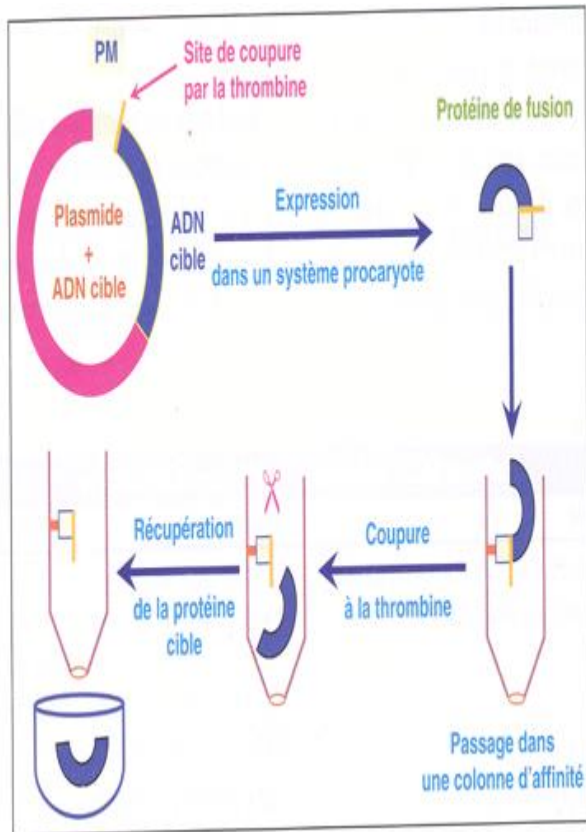 PM
Site de coupure
par la thrombine
Plasmide
+
ADN cible
ADN
cible
Expression
dans un système procaryote
Protéine de fusion
Récupération
de la protéine
cible
Coupure
à la thrombine
Passage dans
une colonne d'affinité